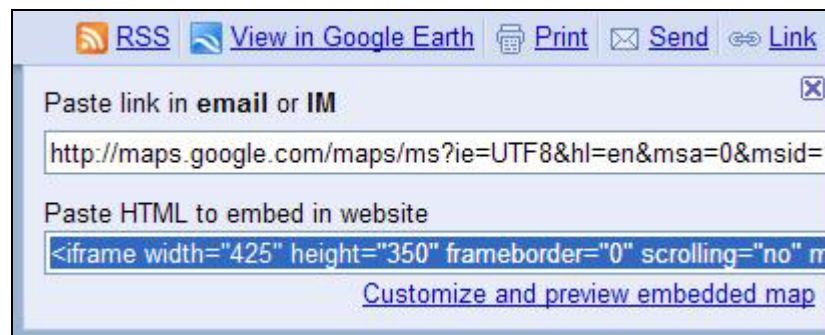 RSS View in Google Earth Print Send Link
Paste link in email or IM
http://maps.google.com/maps/ms?ie=UTF8&hl=en&msa=0&msid=
Paste HTML to embed in website
<iframe width="425" height="350" frameborder="0" scrolling="no" m
Customize and preview embedded map